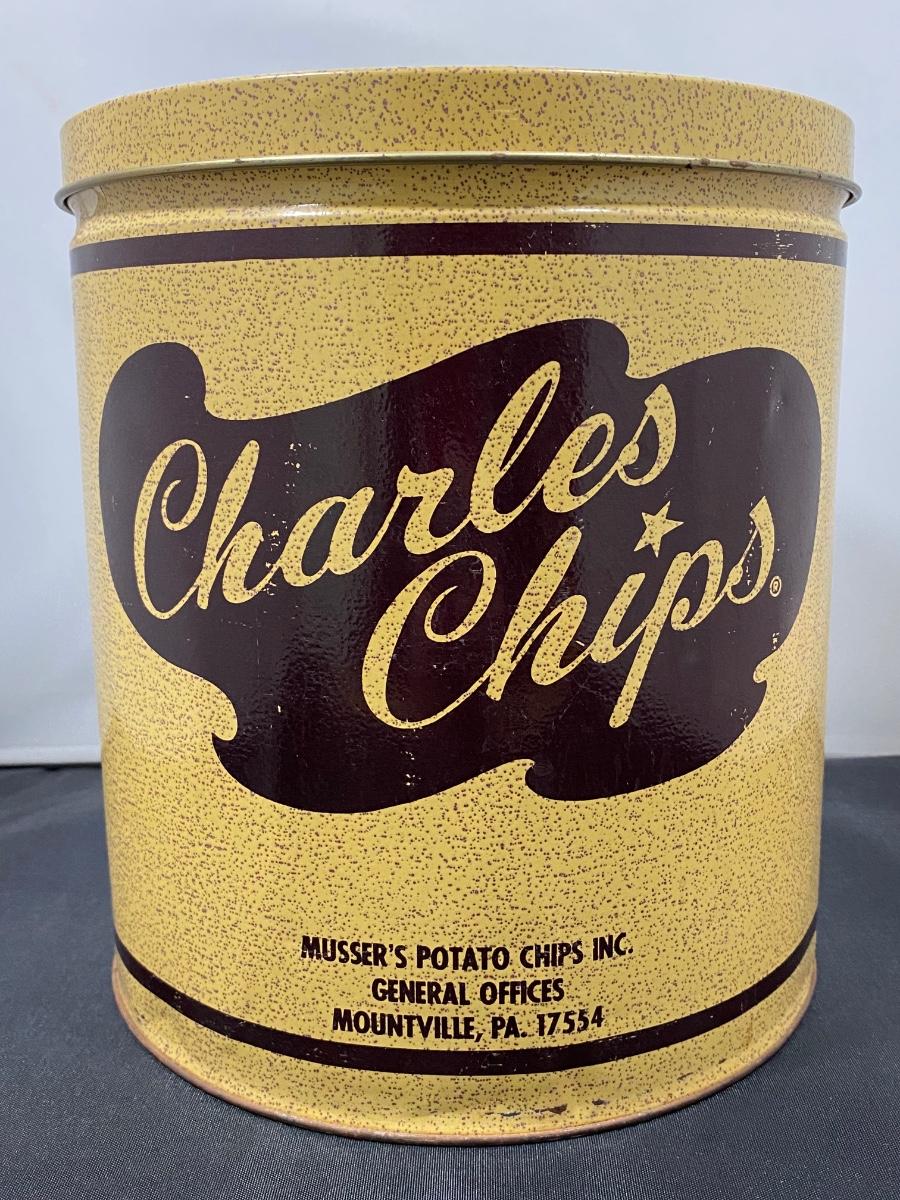 Charles
Chips®
MUSSER'S POTATO CHIPS INC.
GENERAL OFFICES
MOUNTVILLE, PA. 17554